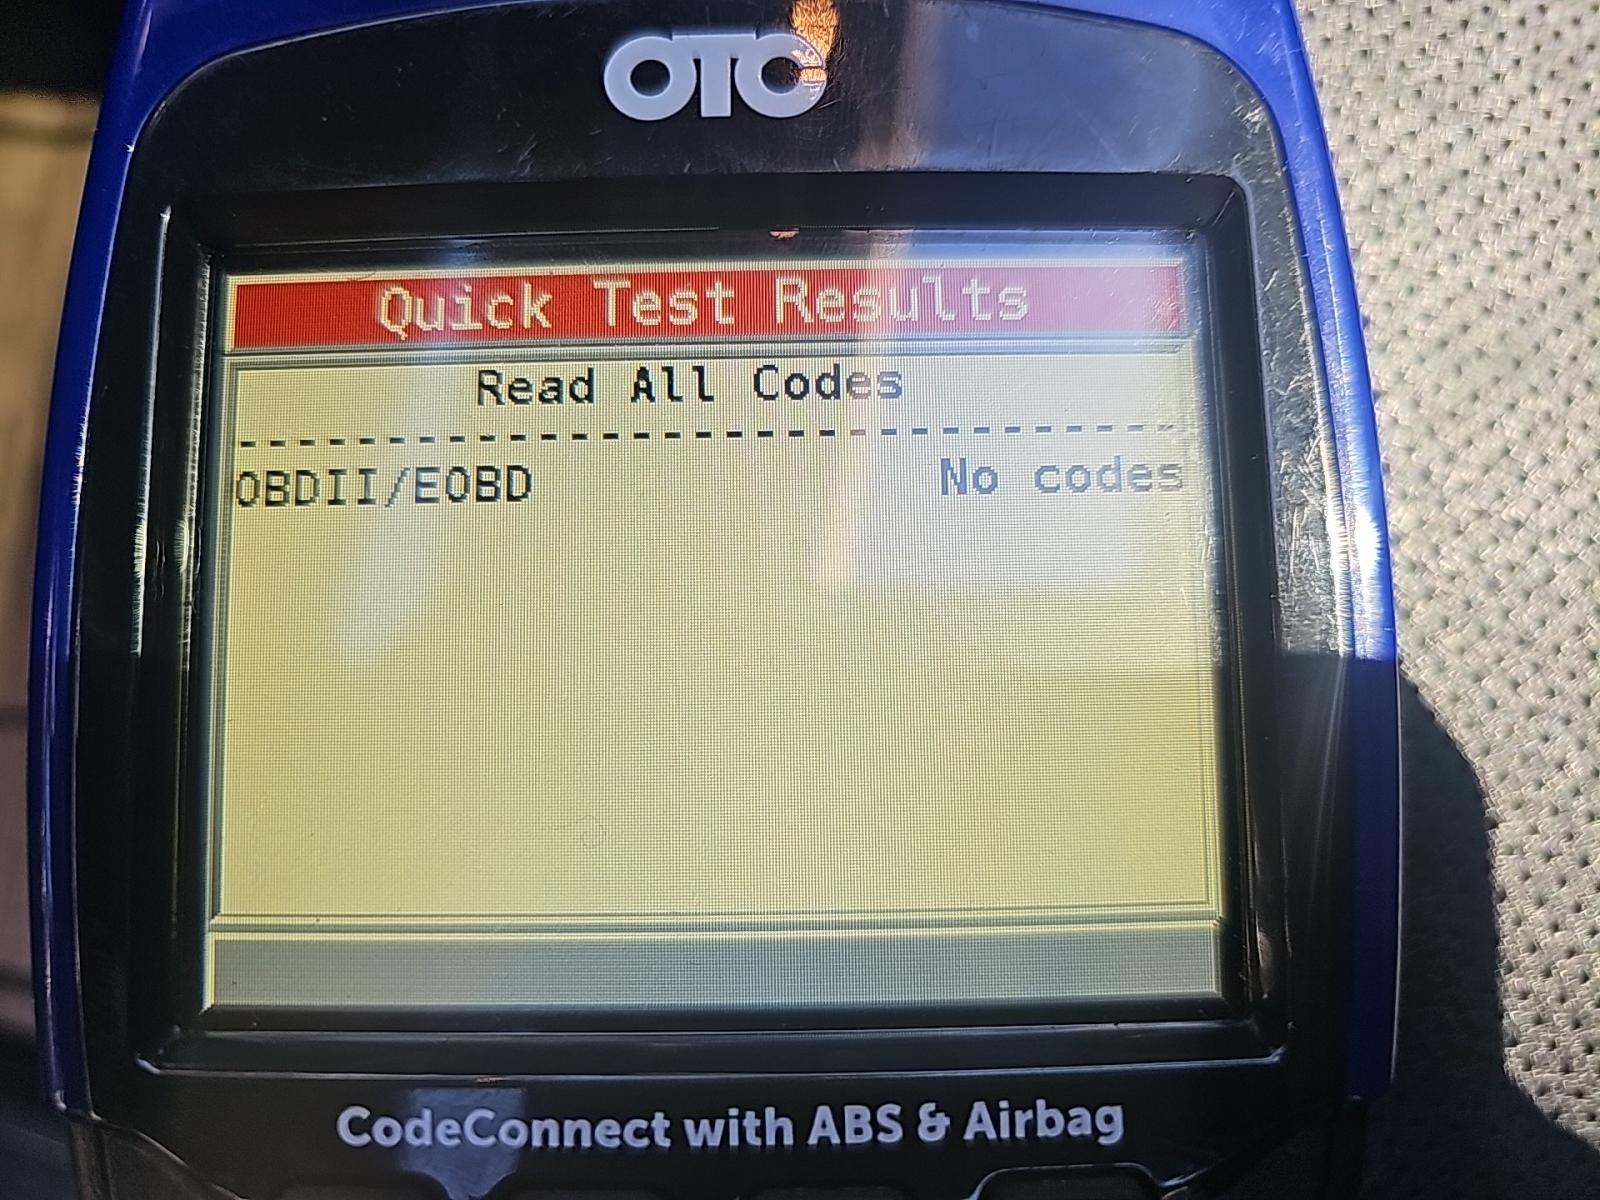 OTC
Quick Test Results
Read All Codes
------------------------------
OBDII/EOBD No codes
CodeConnect with ABS & Airbag